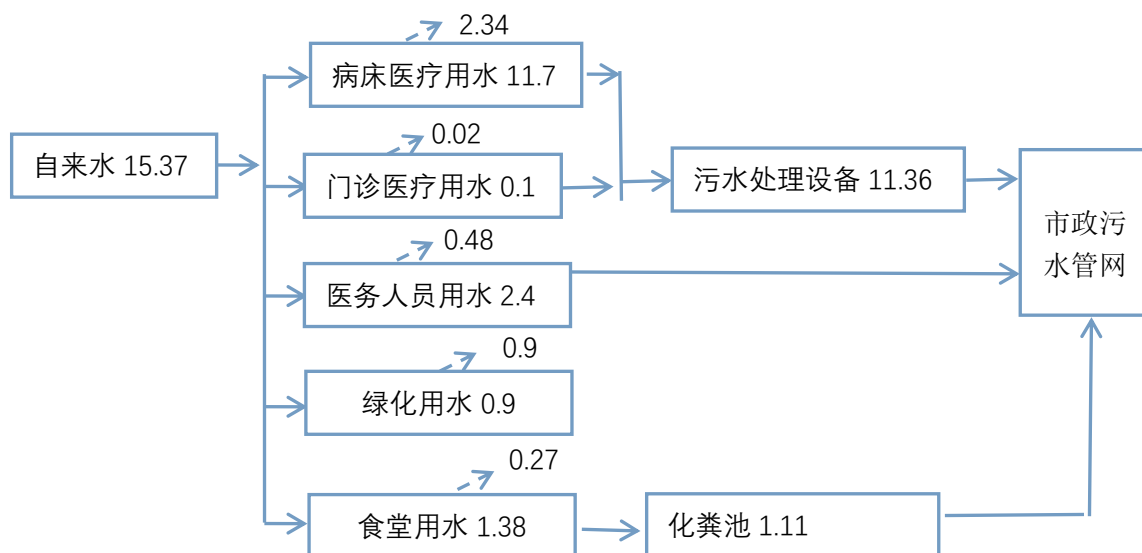 2.34
病床医疗用水 11.7
0.02
自来水 15.37
门诊医疗用水 0.1
污水处理设备 11.36
市政污
水管网
0.48
医务人员用水 2.4
0.9
绿化用水 0.9
0.27
食堂用水 1.38
化粪池 1.11